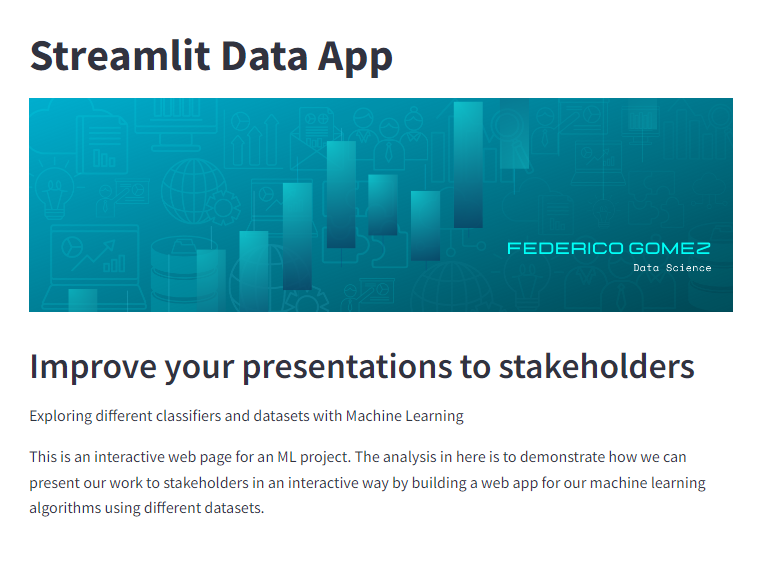 Streamlit Data App
FEDERICO GOMEZ
Data Science
Improve your presentations to stakeholders
Exploring different classifiers and datasets with Machine Learning
This is an interactive web page for an ML project. The analysis in here is to demonstrate how we can
present our work to stakeholders in an interactive way by building a web app for our machine learning
algorithms using different datasets.